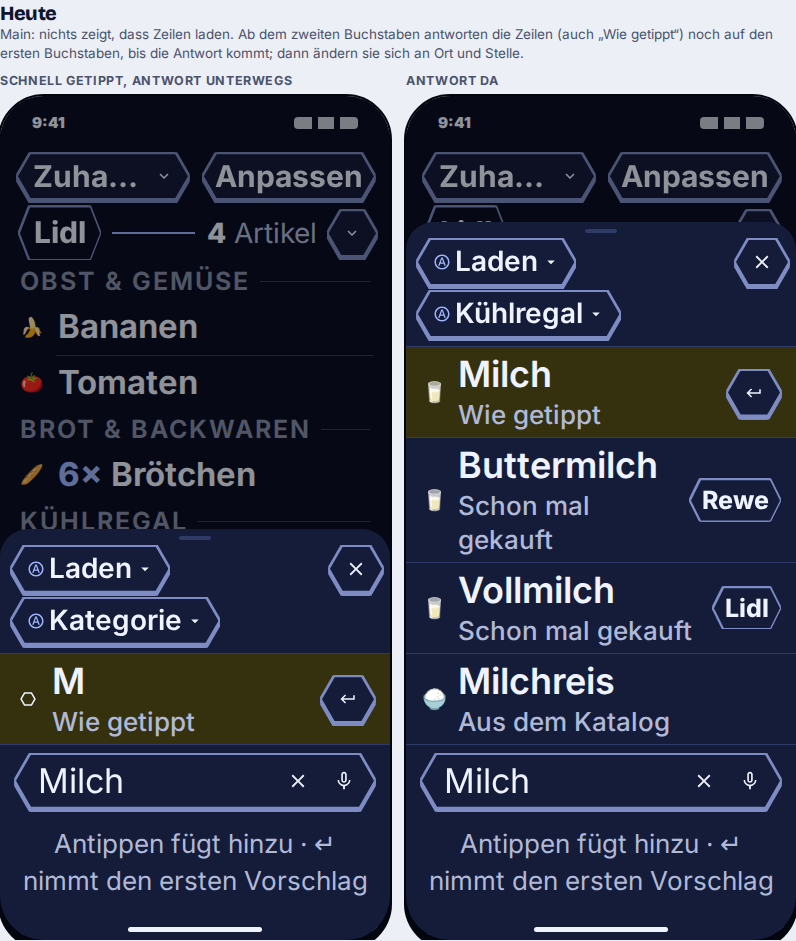 Heute
Main: nichts zeigt, dass Zeilen laden. Ab dem zweiten Buchstaben antworten die Zeilen (auch „Wie getippt“) noch auf den
ersten Buchstaben, bis die Antwort kommt; dann ändern sie sich an Ort und Stelle.
SCHNELL GETIPPT, ANTWORT UNTERWEGS
9:41
Zuha…
Anpassen
Lidl
4 Artikel
OBST & GEMÜSE
Bananen
Tomaten
BROT & BACKWAREN
6× Brötchen
KÜHLREGAL
A Laden
A Kategorie
M
Wie getippt
Milch
Antippen fügt hinzu · ↵
nimmt den ersten Vorschlag
ANTWORT DA
9:41
Zuha…
Anpassen
A Laden
A Kühlregal
Milch
Wie getippt
Buttermilch
Schon mal
gekauft
Rewe
Vollmilch
Schon mal gekauft
Lidl
Milchreis
Aus dem Katalog
Milch
Antippen fügt hinzu · ↵
nimmt den ersten Vorschlag